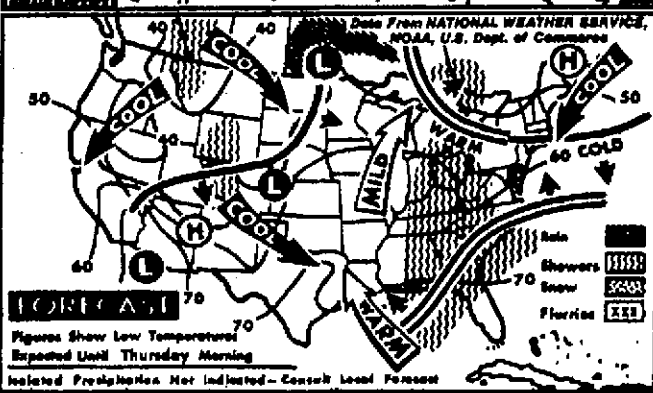 Data From NATIONAL WEATHER SERVICE,
NOAA, U.S. Dept. of Commerce
40
COOL
40
L
H
COOL
50
COOL
50
40
WARM
60
COLD
MILD
L
H
COOL
60
L
70
70
70
WARM
Rain
Showers
Snow
Flurries
FORECAST
Figures Show Low Temperatures
Expected Until Thursday Morning
Isolated Precipitation Not Indicated – Consult Local Forecast